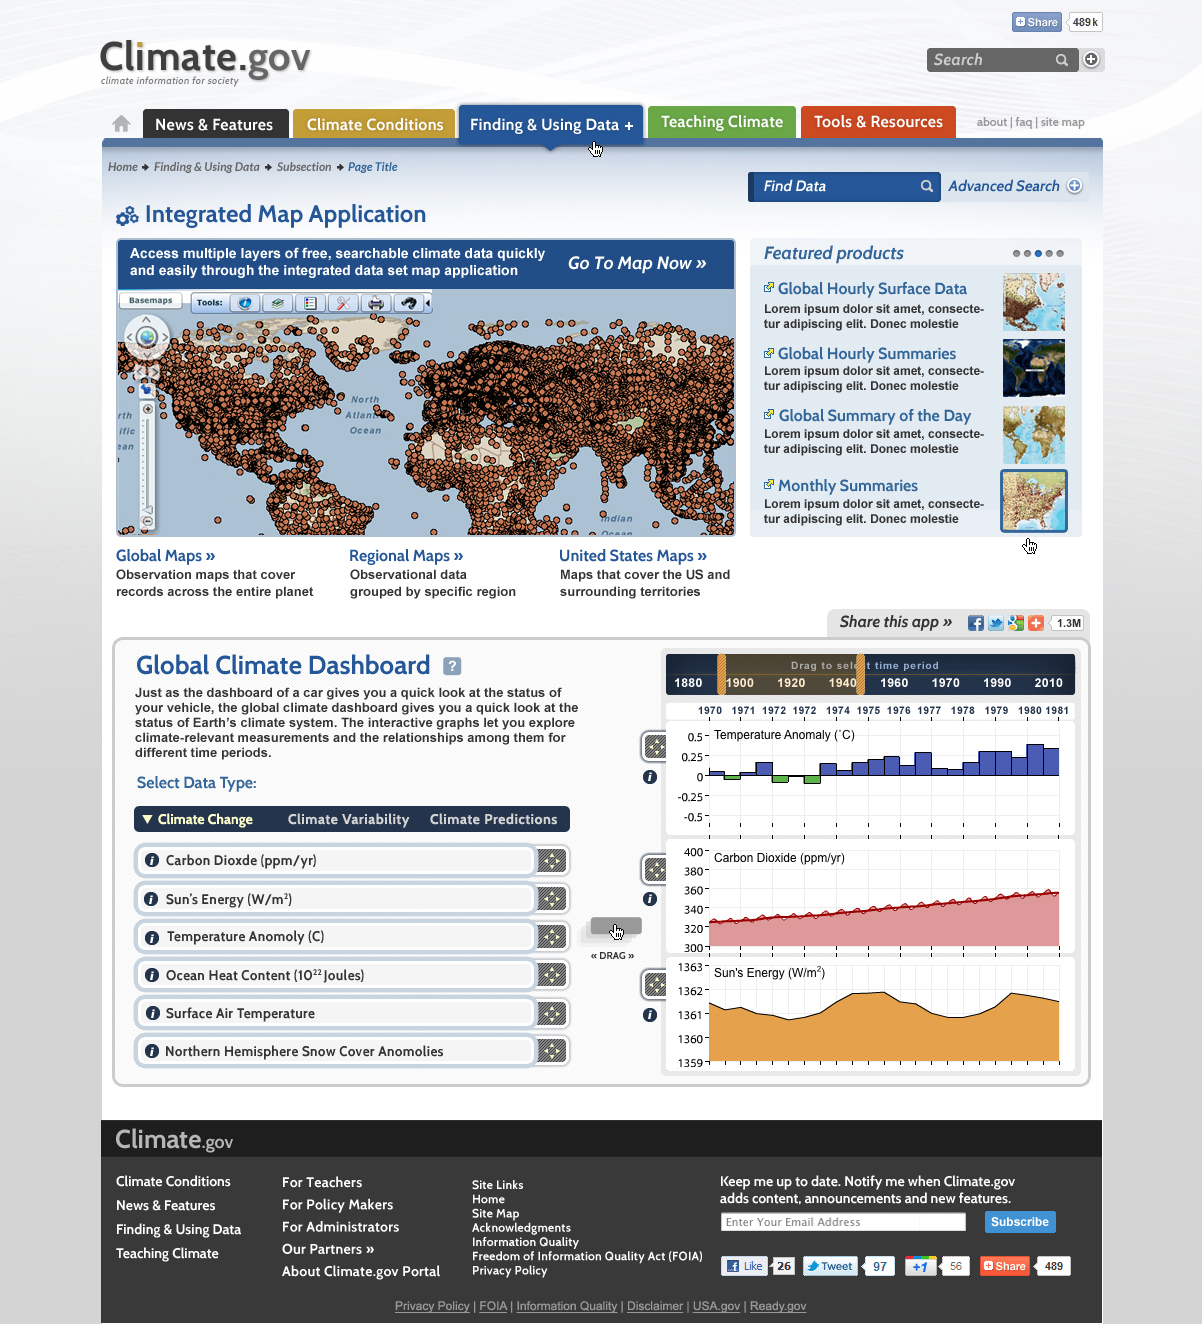 Share 489k
Climate.gov
climate information for society
Search
News & Features
Climate Conditions
Finding & Using Data +
Teaching Climate
Tools & Resources
about | faq | site map
Home Finding & Using Data Subsection Page Title
Find Data
Advanced Search
Integrated Map Application
Access multiple layers of free, searchable climate data quickly
and easily through the integrated data set map application
Go To Map Now »
Basemaps
Tools:
North
Atlantic
Ocean
rth
ific
ean
Indian
Ocean
Featured products
Global Hourly Surface Data
Lorem ipsum dolor sit amet, consecte-
tur adipiscing elit. Donec molestie
Global Hourly Summaries
Lorem ipsum dolor sit amet, consecte-
tur adipiscing elit. Donec molestie
Global Summary of the Day
Lorem ipsum dolor sit amet, consecte-
tur adipiscing elit. Donec molestie
Monthly Summaries
Lorem ipsum dolor sit amet, consecte-
tur adipiscing elit. Donec molestie
Global Maps »
Observation maps that cover
records across the entire planet
Regional Maps »
Observational data
grouped by specific region
United States Maps »
Maps that cover the US and
surrounding territories
Share this app » 1.3M
Global Climate Dashboard ?
Just as the dashboard of a car gives you a quick look at the status of
your vehicle, the global climate dashboard gives you a quick look at the
status of Earth's climate system. The interactive graphs let you explore
climate-relevant measurements and the relationships among them for
different time periods.
Select Data Type:
Climate Change Climate Variability Climate Predictions
i Carbon Dioxde (ppm/yr)
i Sun's Energy (W/m²)
i Temperature Anomoly (C)
i Ocean Heat Content (10²² Joules)
i Surface Air Temperature
i Northern Hemisphere Snow Cover Anomolies
« DRAG »
Drag to select time period
1880 1900 1920 1940 1960 1970 1990 2010
1970 1971 1972 1972 1974 1975 1976 1977 1978 1979 1980 1981
Temperature Anomaly (˚C)
0.5
0.25
0
-0.25
-0.5
i
Carbon Dioxide (ppm/yr)
400
380
360
340
320
300
i
Sun's Energy (W/m²)
1363
1362
1361
1360
1359
i
Climate.gov
Climate Conditions
News & Features
Finding & Using Data
Teaching Climate
For Teachers
For Policy Makers
For Administrators
Our Partners »
About Climate.gov Portal
Site Links
Home
Site Map
Acknowledgments
Information Quality
Freedom of Information Quality Act (FOIA)
Privacy Policy
Keep me up to date. Notify me when Climate.gov
adds content, announcements and new features.
Enter Your Email Address
Subscribe
Like 26 Tweet 97 +1 56 Share 489
Privacy Policy | FOIA | Information Quality | Disclaimer | USA.gov | Ready.gov